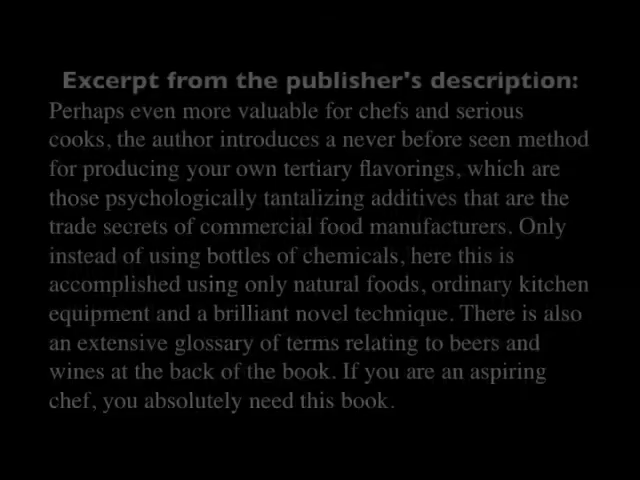 Excerpt from the publisher's description:
Perhaps even more valuable for chefs and serious
cooks, the author introduces a never before seen method
for producing your own tertiary flavorings, which are
those psychologically tantalizing additives that are the
trade secrets of commercial food manufacturers. Only
instead of using bottles of chemicals, here this is
accomplished using only natural foods, ordinary kitchen
equipment and a brilliant novel technique. There is also
an extensive glossary of terms relating to beers and
wines at the back of the book. If you are an aspiring
chef, you absolutely need this book.